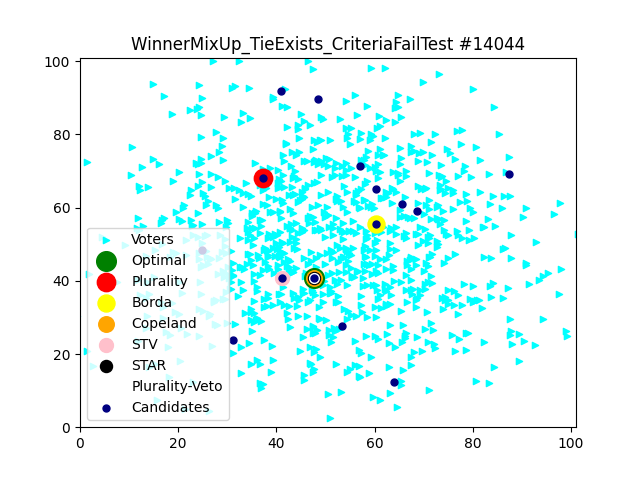 WinnerMixUp_TieExists_CriteriaFailTest #14044
100
80
60
40
20
0
Voters
Optimal
Plurality
Borda
Copeland
STV
STAR
Plurality-Veto
Candidates
0 20 40 60 80 100